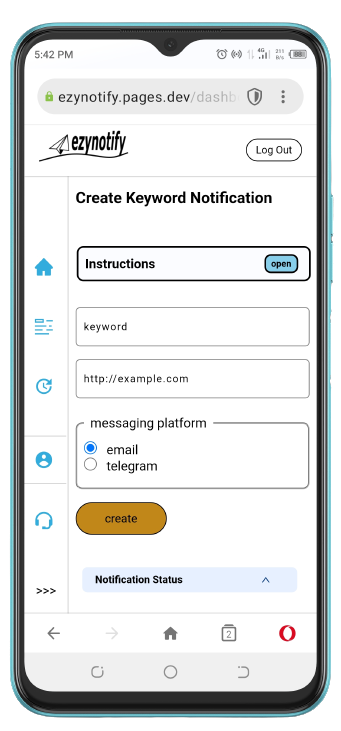 5:42 PM
4G
ezynotify.pages.dev/dashb
ezynotify
Log Out
Create Keyword Notification
Instructions
open
keyword
http://example.com
messaging platform
email
telegram
create
Notification Status
>>>
2